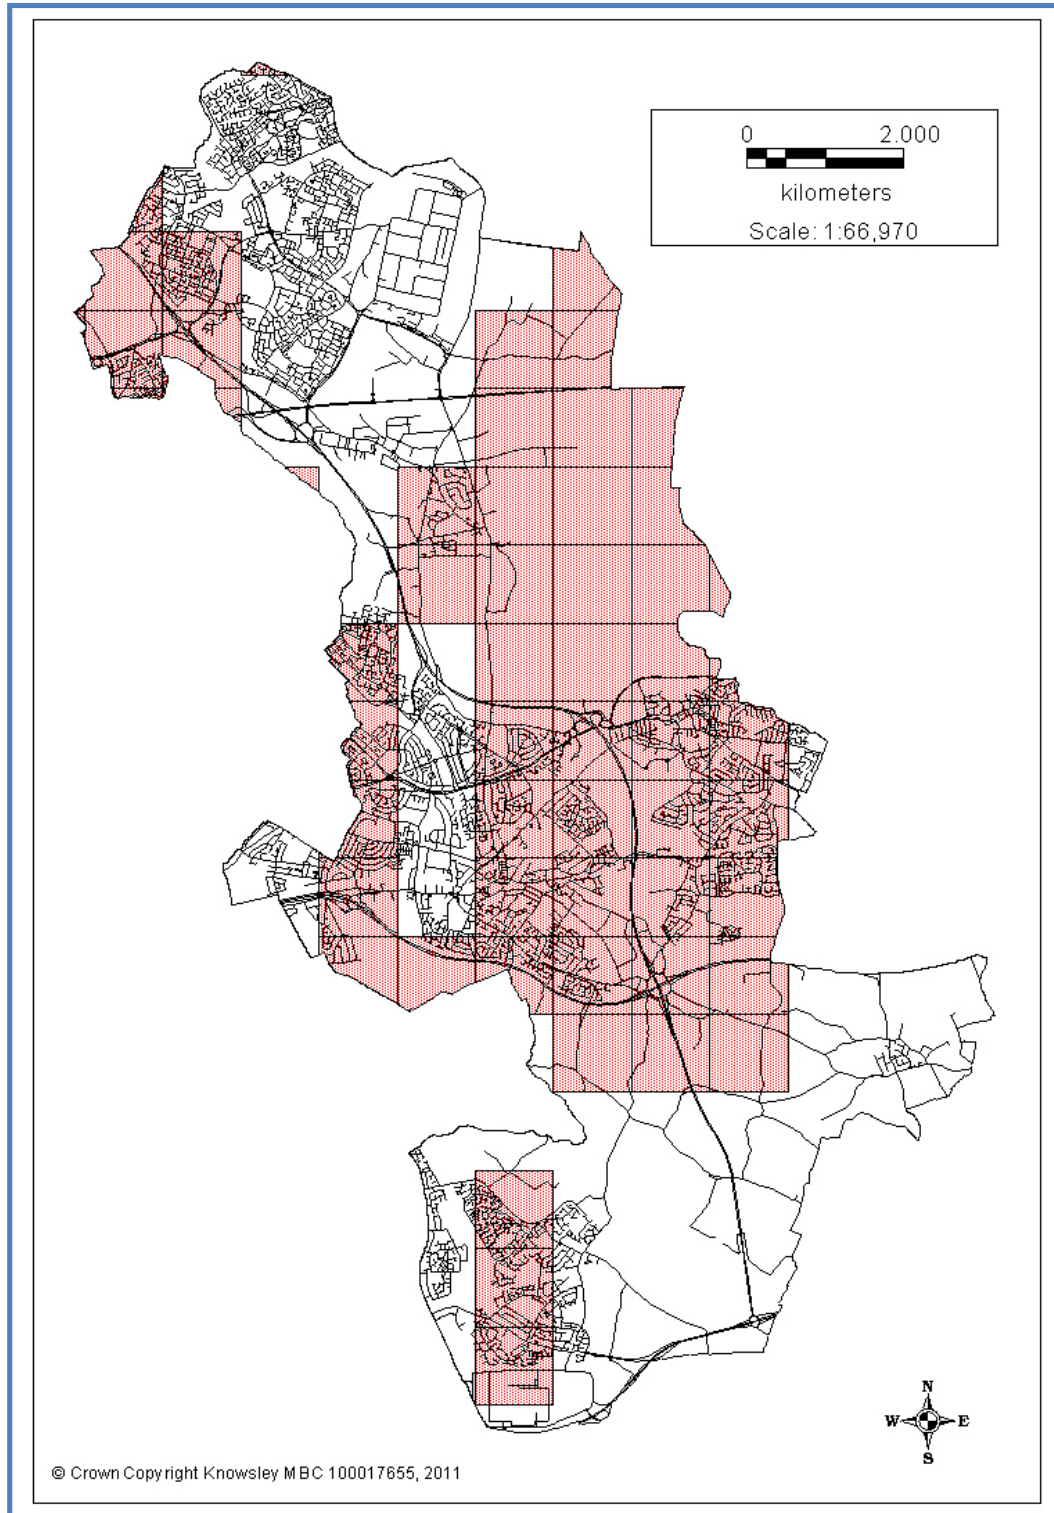 0 2.000
kilometers
Scale: 1:66,970
N
W E
S
© Crown Copyright Knowsley MBC 100017655, 2011